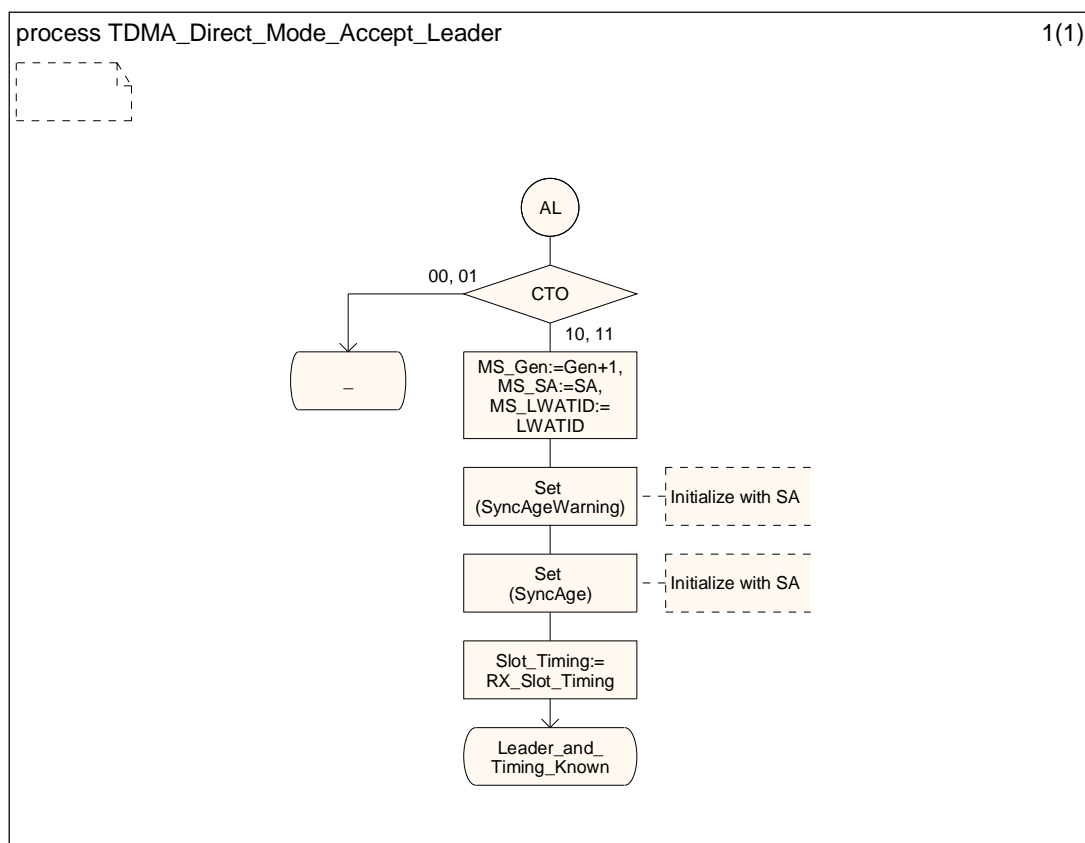 process TDMA_Direct_Mode_Accept_Leader 1(1)
AL
00, 01
CTO
10, 11
_
MS_Gen:=Gen+1,
MS_SA:=SA,
MS_LWATID:=
LWATID
Set
(SyncAgeWarning)
Initialize with SA
Set
(SyncAge)
Initialize with SA
Slot_Timing:=
RX_Slot_Timing
Leader_and_
Timing_Known